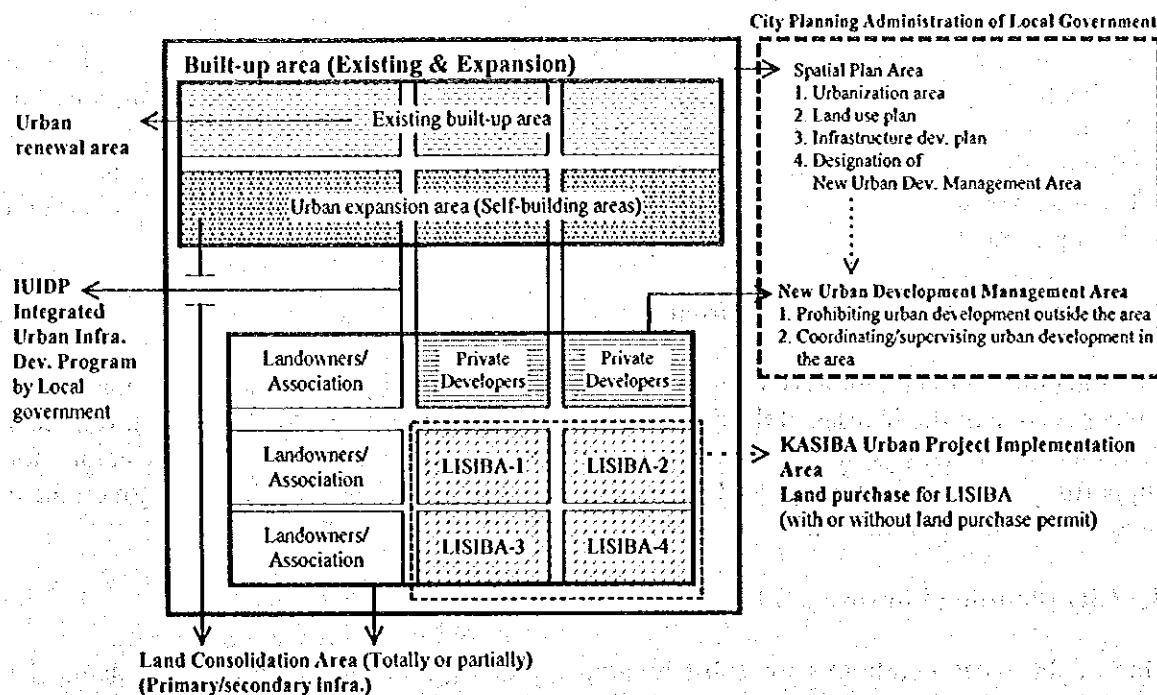 City Planning Administration of Local Government
Built-up area (Existing & Expansion)
Spatial Plan Area
1. Urbanization area
2. Land use plan
3. Infrastructure dev. plan
4. Designation of
New Urban Dev. Management Area
Urban
renewal area
Existing built-up area
Urban expansion area (Self-building areas)
IUIDP
Integrated
Urban Infra.
Dev. Program
by Local
government
New Urban Development Management Area
1. Prohibiting urban development outside the area
2. Coordinating/supervising urban development in
the area
Landowners/
Association
Private
Developers
Private
Developers
Landowners/
Association
LISIBA-1
LISIBA-2
KASIBA Urban Project Implementation
Area
Land purchase for LISIBA
(with or without land purchase permit)
Landowners/
Association
LISIBA-3
LISIBA-4
Land Consolidation Area (Totally or partially)
(Primary/secondary Infra.)